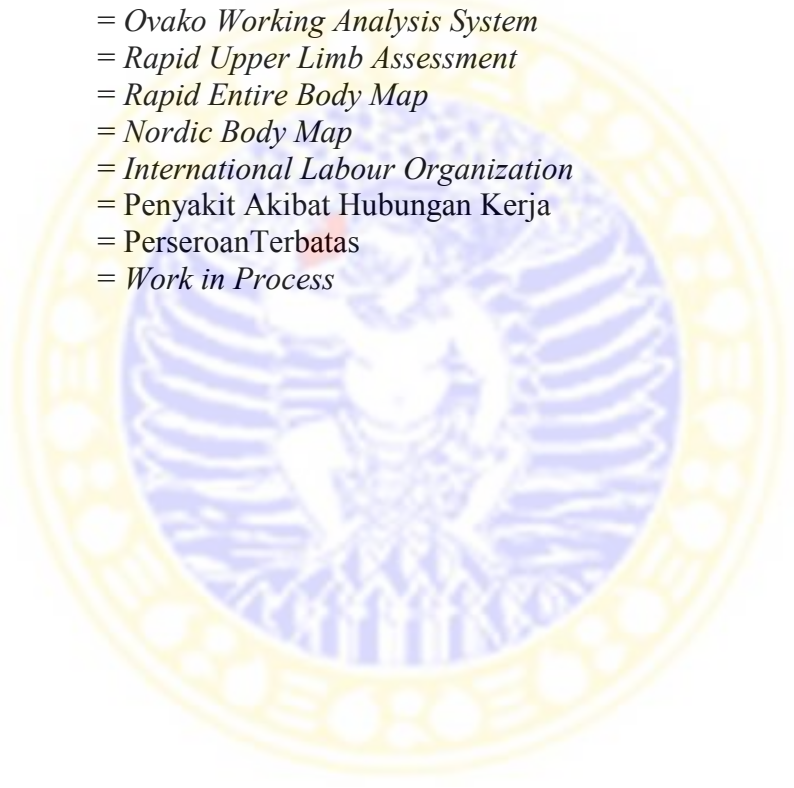 = Ovako Working Analysis System
= Rapid Upper Limb Assessment
= Rapid Entire Body Map
= Nordic Body Map
= International Labour Organization
= Penyakit Akibat Hubungan Kerja
= PerseroanTerbatas
= Work in Process